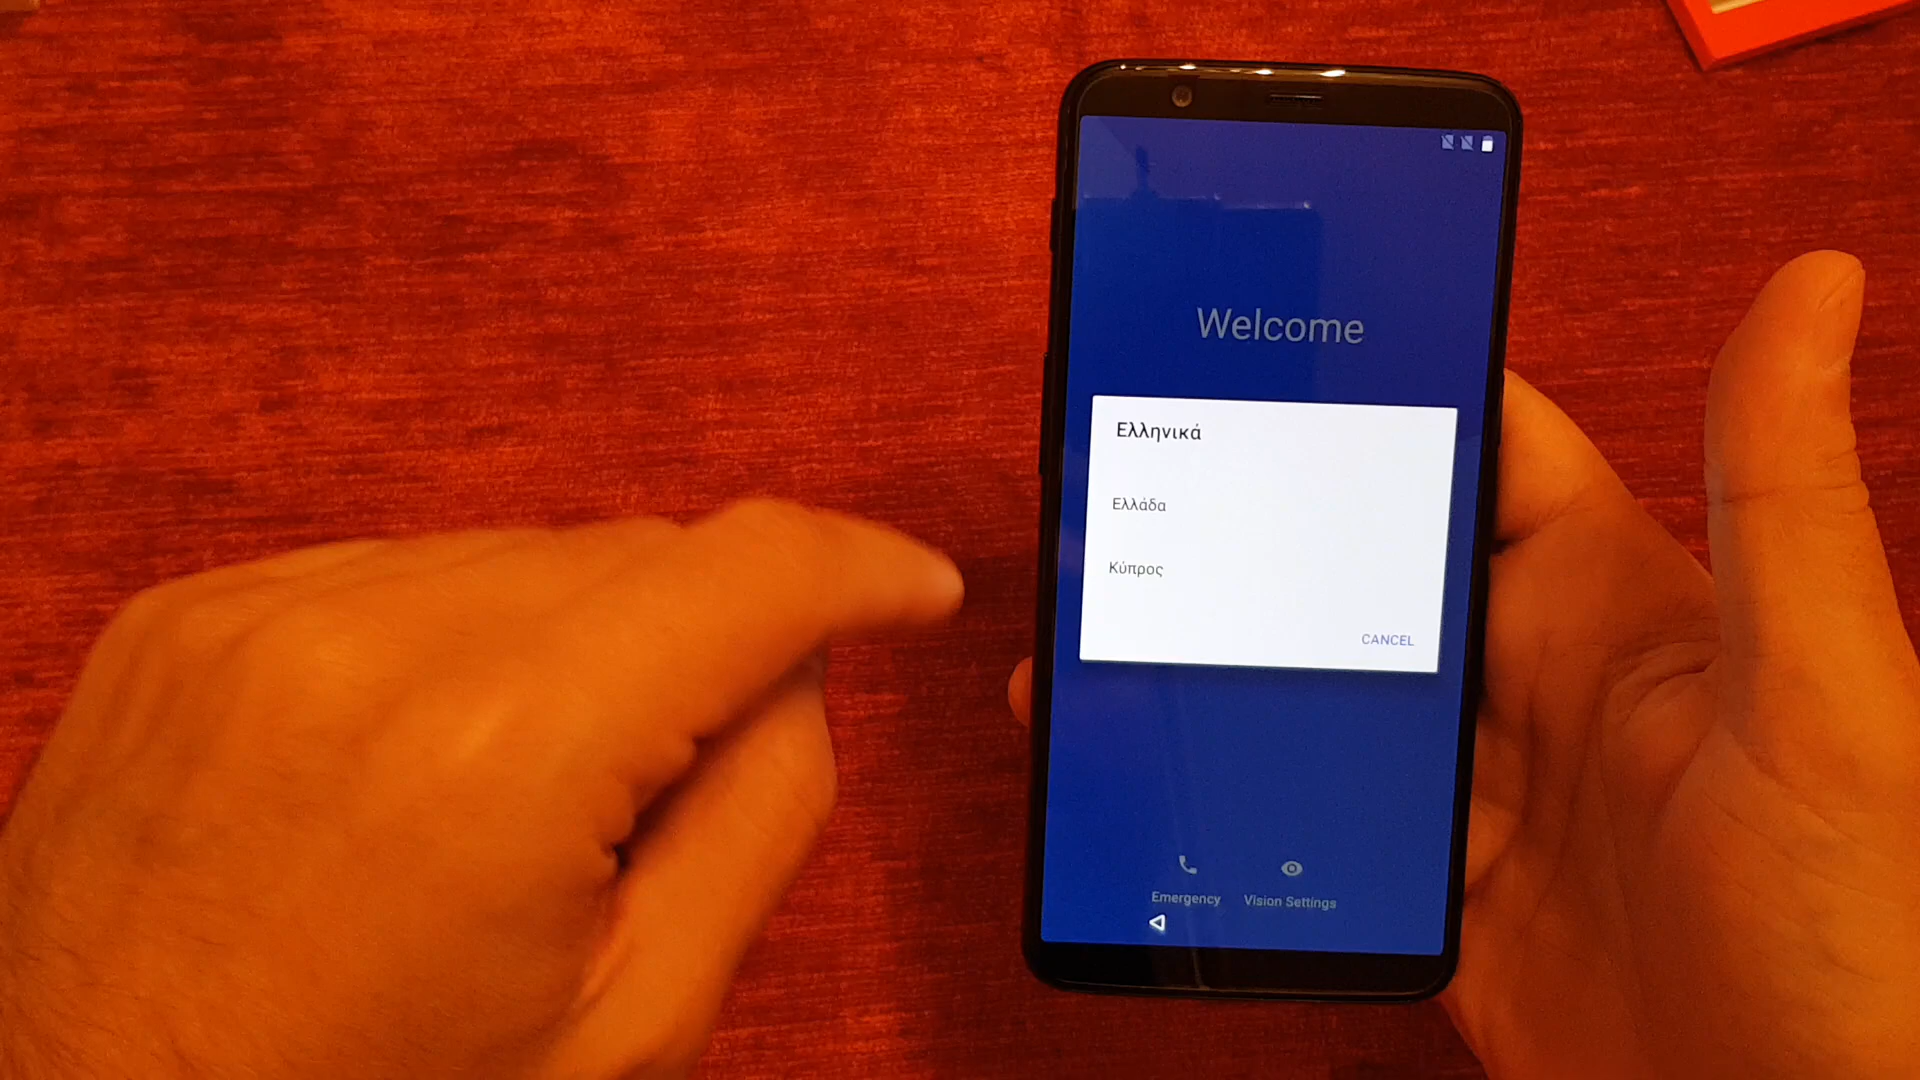 Welcome
Ελληνικά
Ελλάδα
Κύπρος
CANCEL
Emergency
Vision Settings